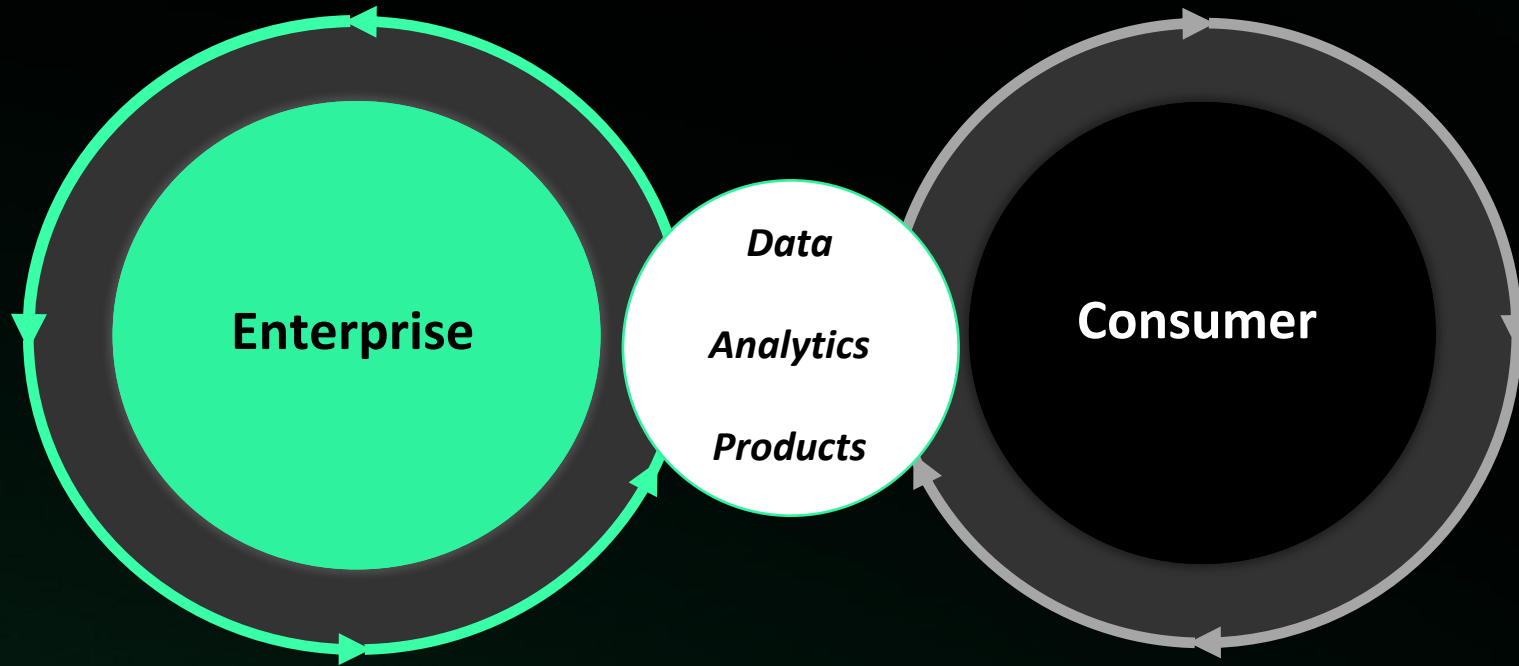 Enterprise
Data
Analytics
Products
Consumer